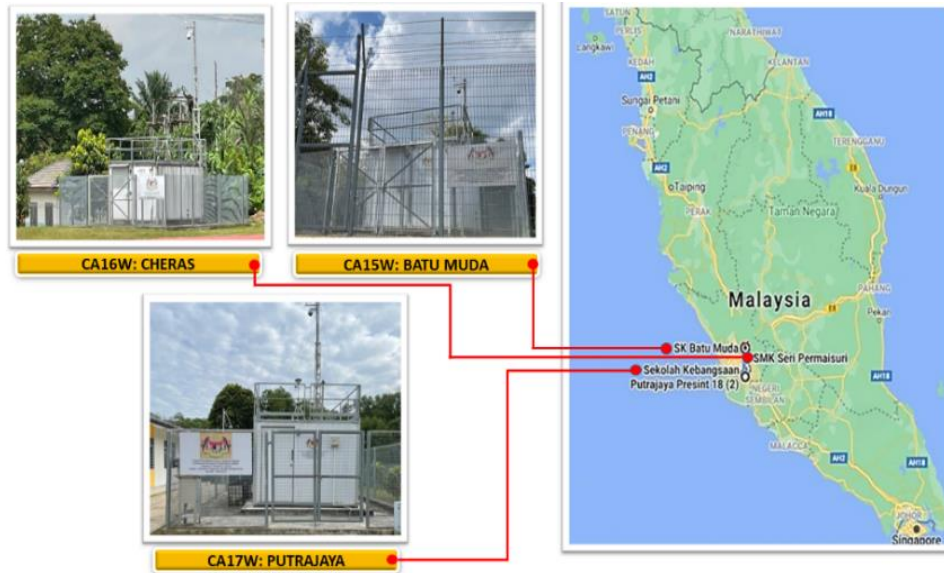 CA16W: CHERAS
CA15W: BATU MUDA
CA17W: PUTRAJAYA
SATUN
PERLIS
Langkawi
KEDAH
AH2
Sungai Petani
PENANG
AH2
Taiping
PERAK
NARATHIWAT
KELANTAN
AH18
TERENGGANU
Kuala Dungun
Taman Negara
PAHANG
Pekan
Malaysia
SK Batu Muda
SMK Seri Permaisuri
Sekolah Kebangsaan
Putrajaya Presint 18 (2)
NEGERI
SEMBILAN
AH18
MALACCA
AH2
AH18
JOHOR
Singapore